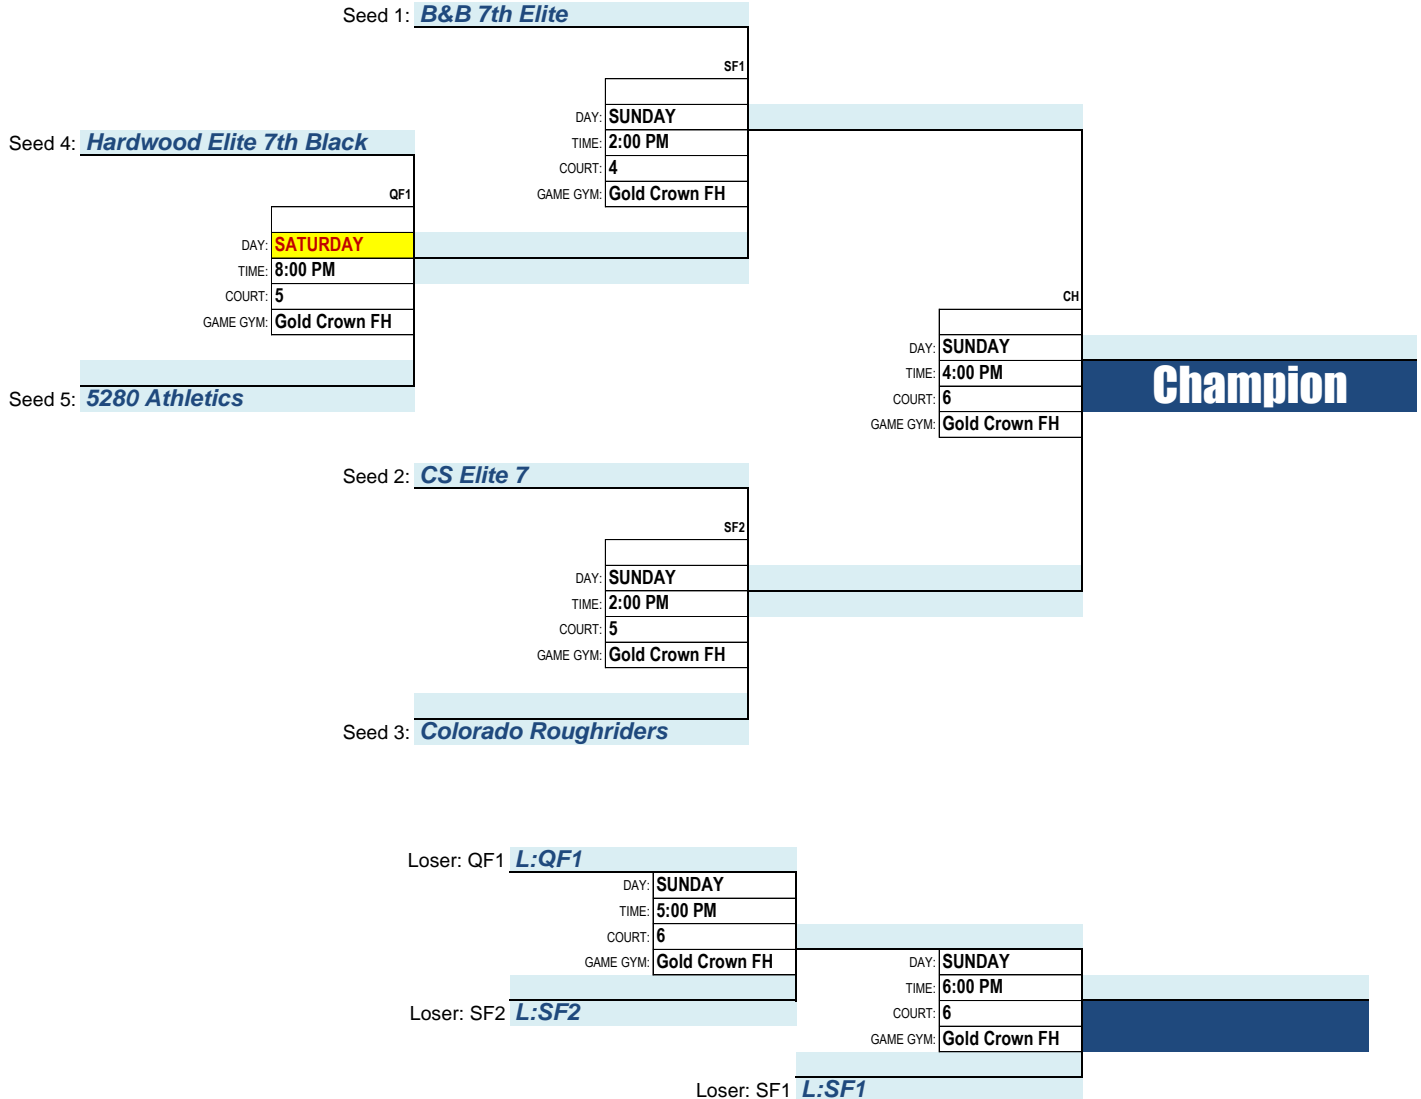 Seed 1: B&B 7th Elite
SF1
DAY: SUNDAY
TIME: 2:00 PM
COURT: 4
GAME GYM: Gold Crown FH
Seed 4: Hardwood Elite 7th Black
QF1
DAY: SATURDAY
TIME: 8:00 PM
COURT: 5
GAME GYM: Gold Crown FH
Seed 5: 5280 Athletics
CH
DAY: SUNDAY
TIME: 4:00 PM
COURT: 6
GAME GYM: Gold Crown FH
Champion
Seed 2: CS Elite 7
SF2
DAY: SUNDAY
TIME: 2:00 PM
COURT: 5
GAME GYM: Gold Crown FH
Seed 3: Colorado Roughriders
Loser: QF1 L:QF1
DAY: SUNDAY
TIME: 5:00 PM
COURT: 6
GAME GYM: Gold Crown FH
Loser: SF2 L:SF2
DAY: SUNDAY
TIME: 6:00 PM
COURT: 6
GAME GYM: Gold Crown FH
Loser: SF1 L:SF1